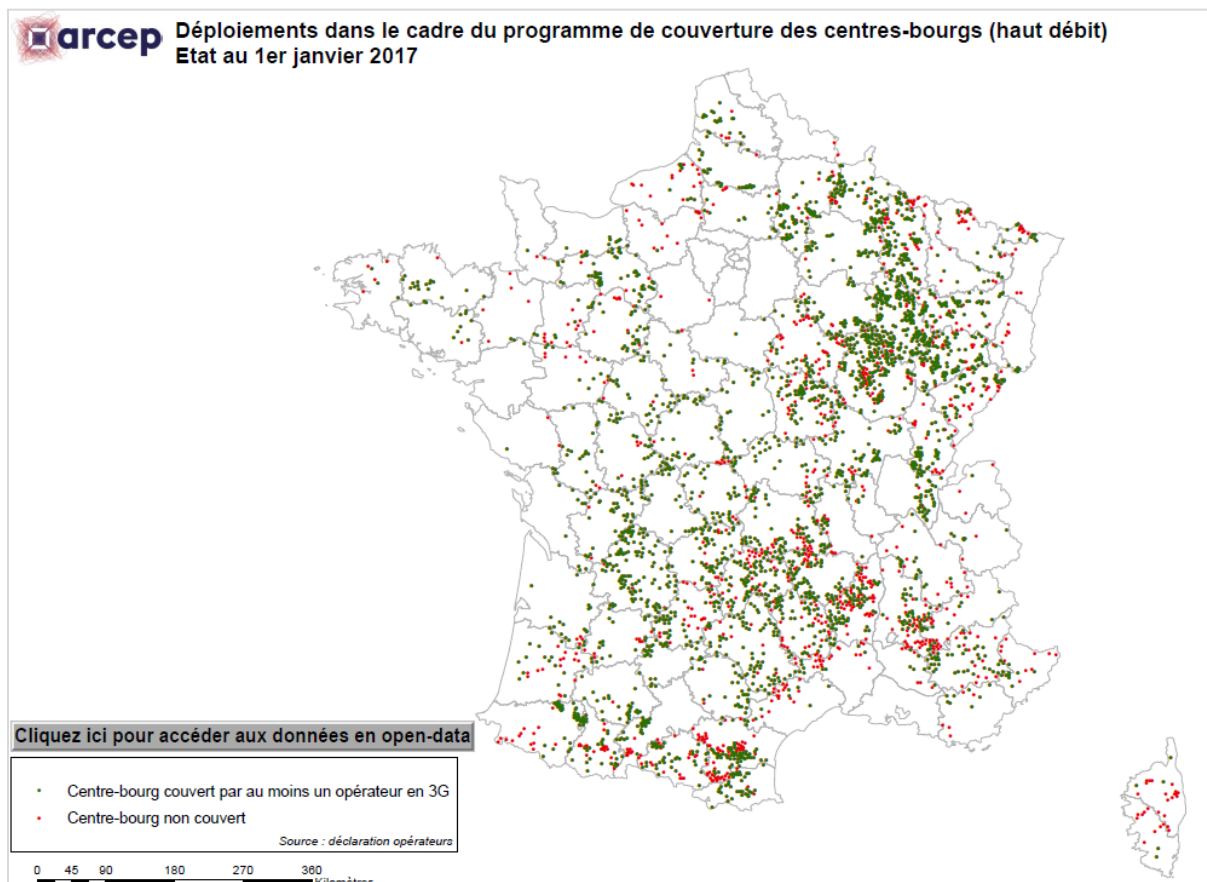 arcep
Déploiements dans le cadre du programme de couverture des centres-bourgs (haut débit)
Etat au 1er janvier 2017
Cliquez ici pour accéder aux données en open-data
Centre-bourg couvert par au moins un opérateur en 3G
Centre-bourg non couvert
Source : déclaration opérateurs
0 45 90 180 270 360
Kilomètres